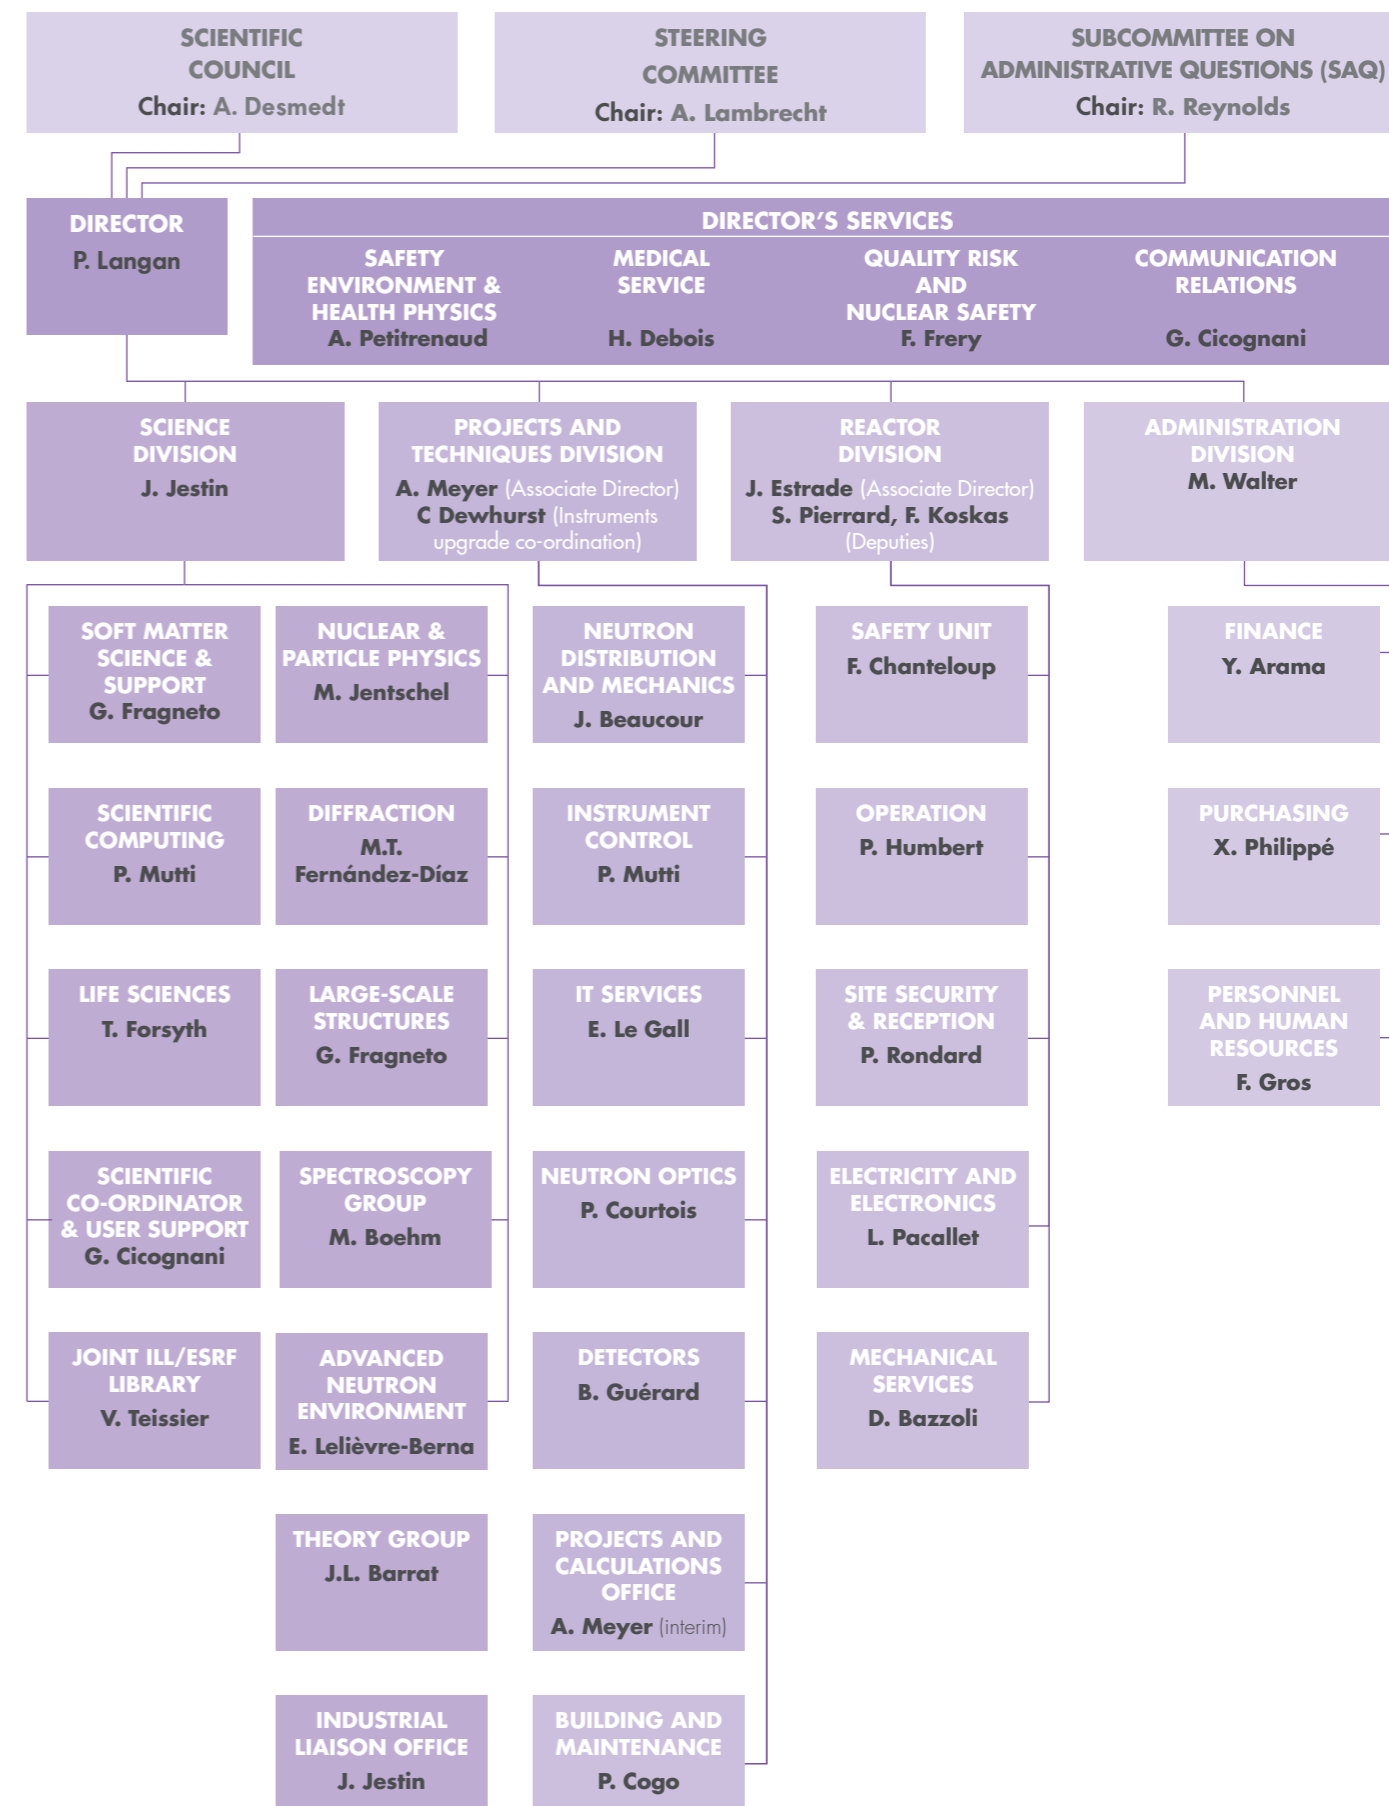 SCIENTIFIC
COUNCIL
Chair: A. Desmedt
STEERING
COMMITTEE
Chair: A. Lambrecht
SUBCOMMITTEE ON
ADMINISTRATIVE QUESTIONS (SAQ)
Chair: R. Reynolds
DIRECTOR
P. Langan
DIRECTOR'S SERVICES
SAFETY
ENVIRONMENT &
HEALTH PHYSICS
A. Petitrenaud
MEDICAL
SERVICE
H. Debois
QUALITY RISK
AND
NUCLEAR SAFETY
F. Frery
COMMUNICATION
RELATIONS
G. Cicognani
SCIENCE
DIVISION
J. Jestin
PROJECTS AND
TECHNIQUES DIVISION
A. Meyer (Associate Director)
C Dewhurst (Instruments
upgrade co-ordination)
REACTOR
DIVISION
J. Estrade (Associate Director)
S. Pierrard, F. Koskas
(Deputies)
ADMINISTRATION
DIVISION
M. Walter
SOFT MATTER
SCIENCE &
SUPPORT
G. Fragneto
SCIENTIFIC
COMPUTING
P. Mutti
LIFE SCIENCES
T. Forsyth
SCIENTIFIC
CO-ORDINATOR
& USER SUPPORT
G. Cicognani
JOINT ILL/ESRF
LIBRARY
V. Teissier
NUCLEAR &
PARTICLE PHYSICS
M. Jentschel
DIFFRACTION
M.T.
Fernández-Díaz
LARGE-SCALE
STRUCTURES
G. Fragneto
SPECTROSCOPY
GROUP
M. Boehm
ADVANCED
NEUTRON
ENVIRONMENT
E. Lelièvre-Berna
THEORY GROUP
J.L. Barrat
INDUSTRIAL
LIAISON OFFICE
J. Jestin
NEUTRON
DISTRIBUTION
AND MECHANICS
J. Beaucour
INSTRUMENT
CONTROL
P. Mutti
IT SERVICES
E. Le Gall
NEUTRON OPTICS
P. Courtois
DETECTORS
B. Guérard
PROJECTS AND
CALCULATIONS
OFFICE
A. Meyer (interim)
BUILDING AND
MAINTENANCE
P. Cogo
SAFETY UNIT
F. Chanteloup
OPERATION
P. Humbert
SITE SECURITY
& RECEPTION
P. Rondard
ELECTRICITY AND
ELECTRONICS
L. Pacallet
MECHANICAL
SERVICES
D. Bazzoli
FINANCE
Y. Arama
PURCHASING
X. Philippé
PERSONNEL
AND HUMAN
RESOURCES
F. Gros